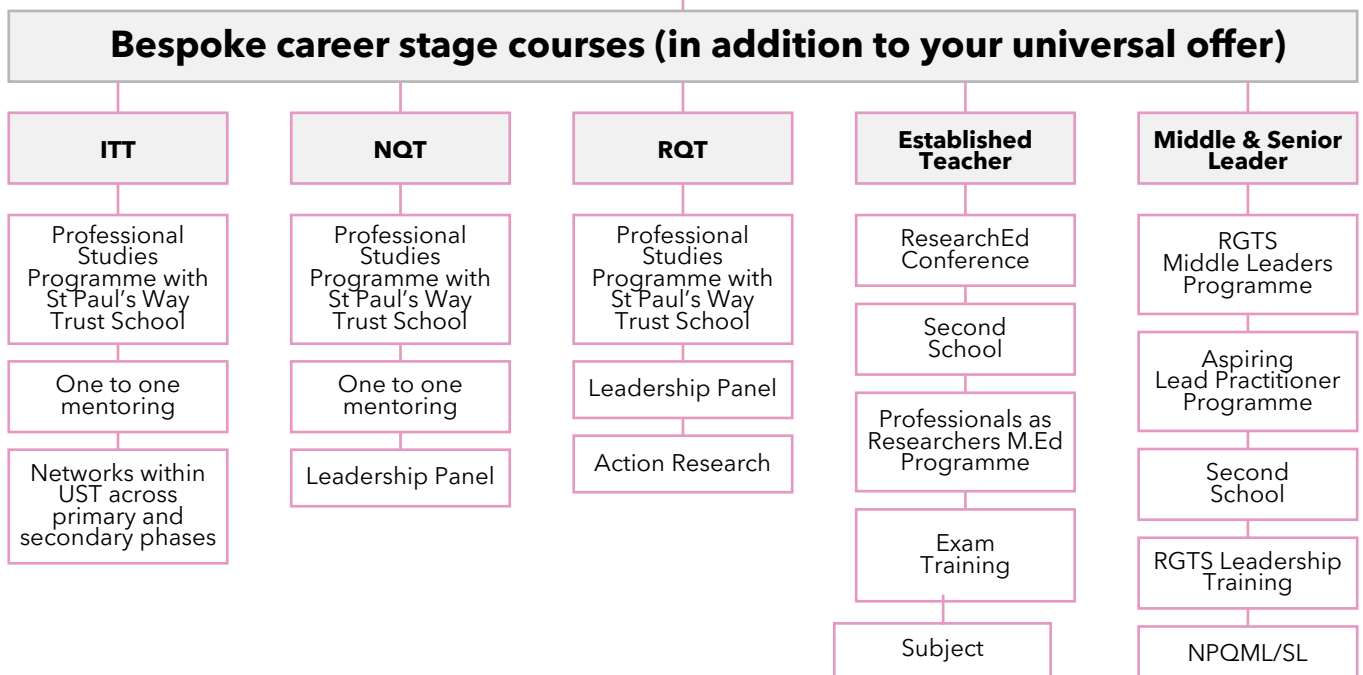 Bespoke career stage courses (in addition to your universal offer)
ITT
Professional
Studies
Programme with
St Paul's Way
Trust School
One to one
mentoring
Networks within
UST across
primary and
secondary phases
NQT
Professional
Studies
Programme with
St Paul's Way
Trust School
One to one
mentoring
Leadership Panel
RQT
Professional
Studies
Programme with
St Paul's Way
Trust School
Leadership Panel
Action Research
Established
Teacher
ResearchEd
Conference
Second
School
Professionals as
Researchers M.Ed
Programme
Exam
Training
Subject
Middle & Senior
Leader
RGTS
Middle Leaders
Programme
Aspiring
Lead Practitioner
Programme
Second
School
RGTS Leadership
Training
NPQML/SL